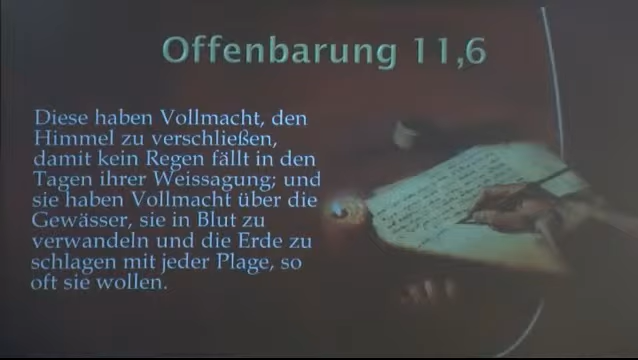 Offenbarung 11,6
Diese haben Vollmacht, den
Himmel zu verschließen,
damit kein Regen fällt in den
Tagen ihrer Weissagung; und
sie haben Vollmacht über die
Gewässer, sie in Blut zu
verwandeln und die Erde zu
schlagen mit jeder Plage, so
oft sie wollen.